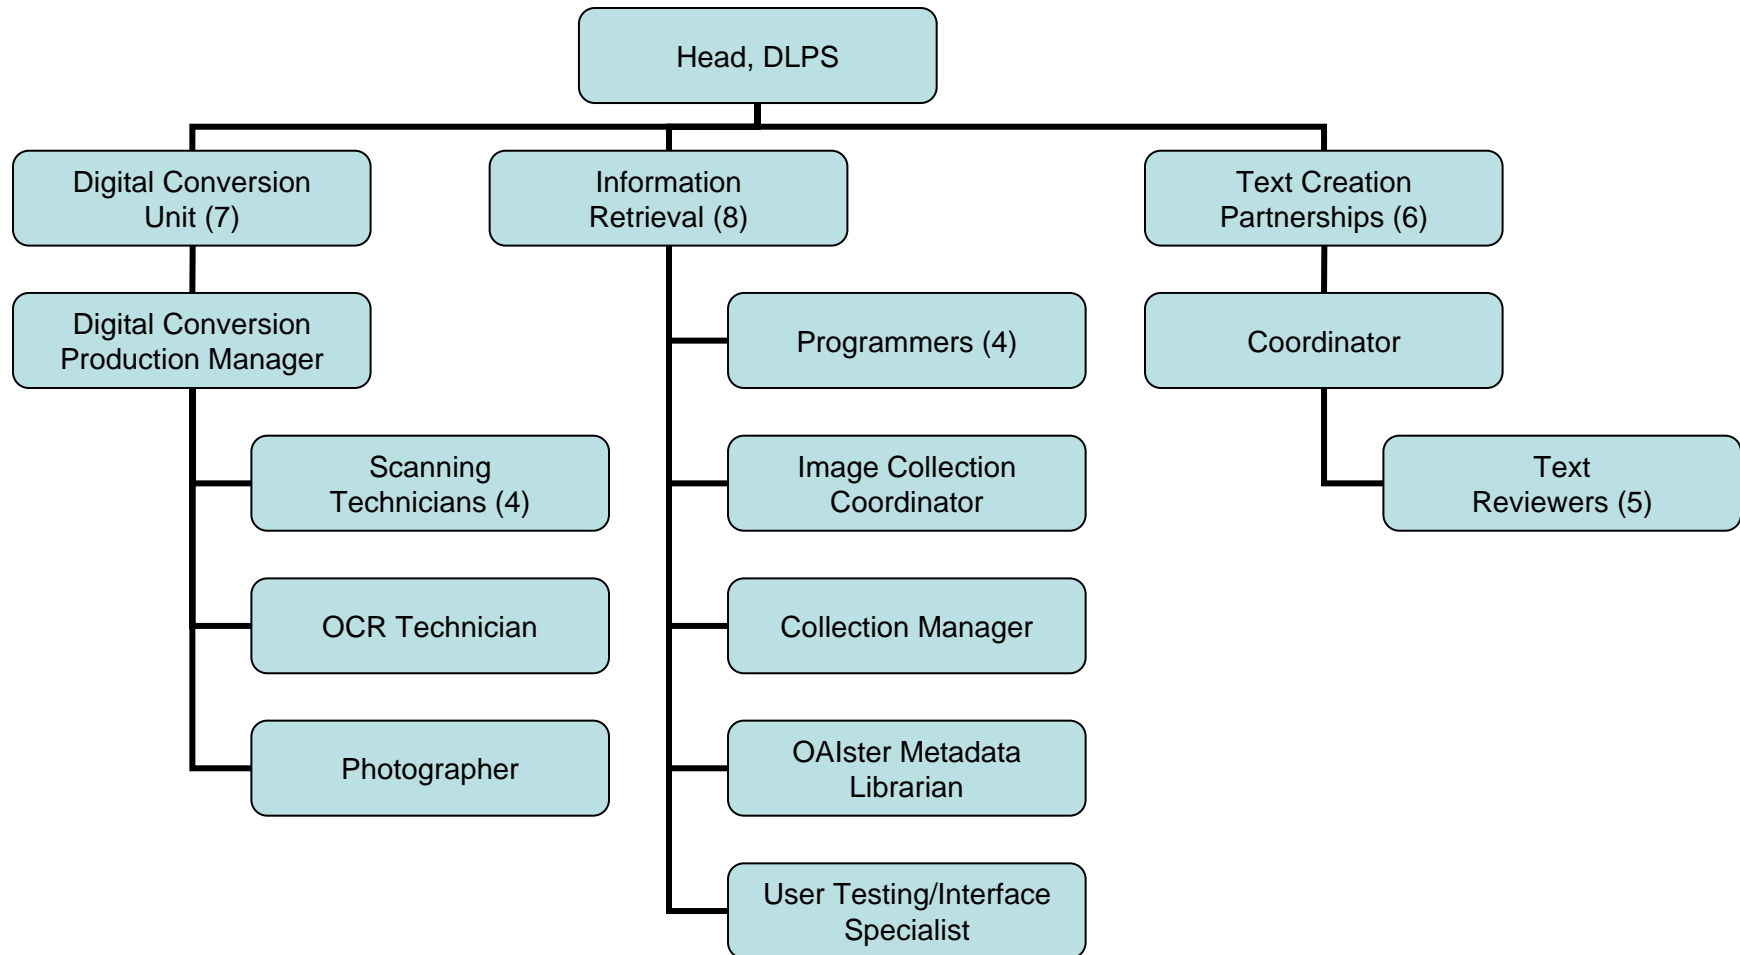 Head, DLPS
Digital Conversion
Unit (7)
Information
Retrieval (8)
Text Creation
Partnerships (6)
Digital Conversion
Production Manager
Programmers (4)
Coordinator
Scanning
Technicians (4)
Image Collection
Coordinator
Text
Reviewers (5)
OCR Technician
Collection Manager
Photographer
OAIster Metadata
Librarian
User Testing/Interface
Specialist